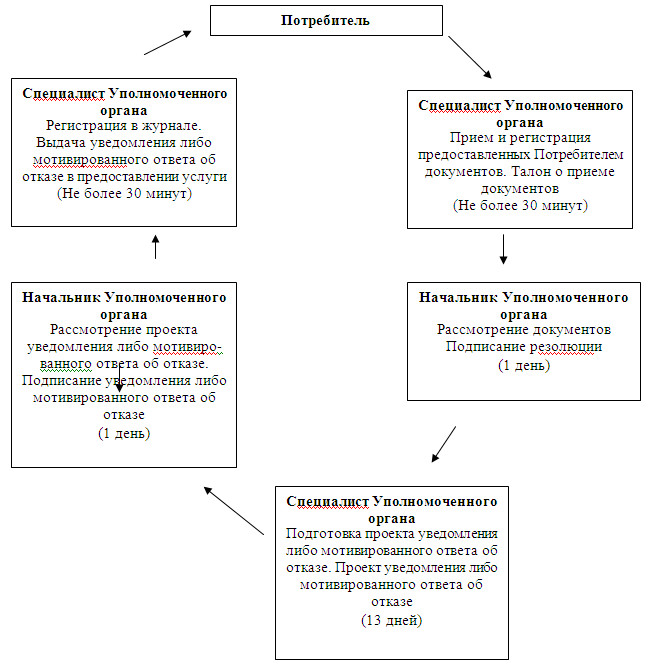 Потребитель
Специалист Уполномоченного
органа
Прием и регистрация
предоставленных Потребителем
документов. Талон о приеме
документов
(Не более 30 минут)
Начальник Уполномоченного
органа
Рассмотрение документов
Подписание резолюции
(1 день)
Специалист Уполномоченного
органа
Подготовка проекта уведомления
либо мотивированного ответа об
отказе. Проект уведомления либо
мотивированного ответа об
отказе
(13 дней)
Начальник Уполномоченного
органа
Рассмотрение проекта
уведомления либо мотивиро-
ванного ответа об отказе.
Подписание уведомления либо
мотивированного ответа об
отказе
(1 день)
Специалист Уполномоченного
органа
Регистрация в журнале.
Выдача уведомления либо
мотивированного ответа об
отказе в предоставлении услуги
(Не более 30 минут)